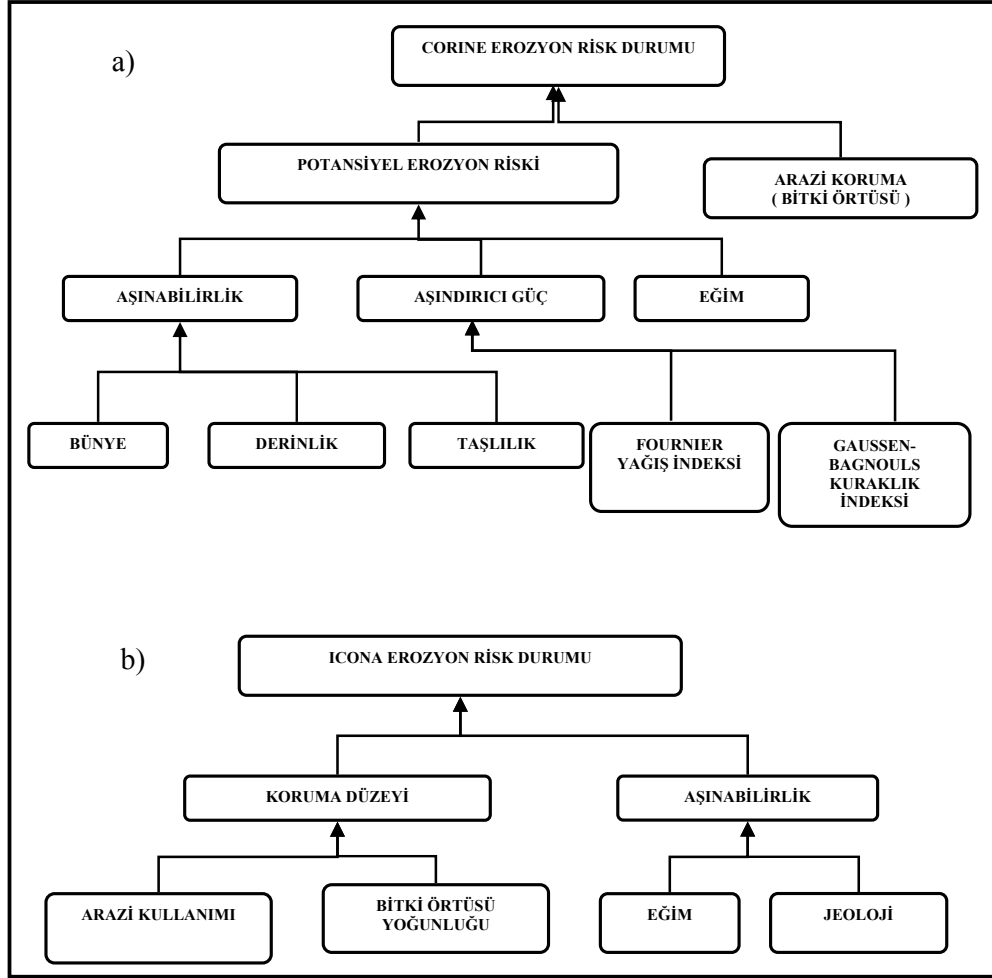 a)
CORINE EROZYON RİSK DURUMU
POTANSİYEL EROZYON RİSKİ
ARAZİ KORUMA
( BİTKİ ÖRTÜSÜ )
AŞINABİLİRLİK
AŞINDIRICI GÜÇ
EĞİM
BÜNYE
DERİNLİK
TAŞLILIK
FOURNIER
YAĞIŞ İNDEKSİ
GAUSSEN-
BAGNOULS
KURAKLIK
İNDEKSİ
b)
ICONA EROZYON RİSK DURUMU
KORUMA DÜZEYİ
AŞINABİLİRLİK
ARAZİ KULLANIMI
BİTKİ ÖRTÜSÜ
YOĞUNLUĞU
EĞİM
JEOLOJİ